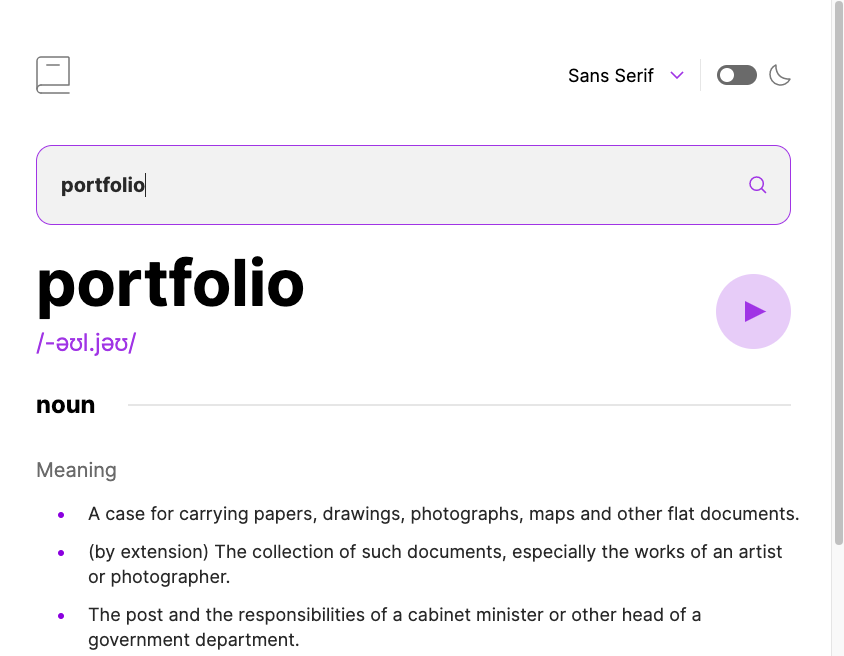 Sans Serif
portfolio
portfolio
/-əʊl.jəʊ/
noun
Meaning
A case for carrying papers, drawings, photographs, maps and other flat documents.
(by extension) The collection of such documents, especially the works of an artist
or photographer.
The post and the responsibilities of a cabinet minister or other head of a
government department.